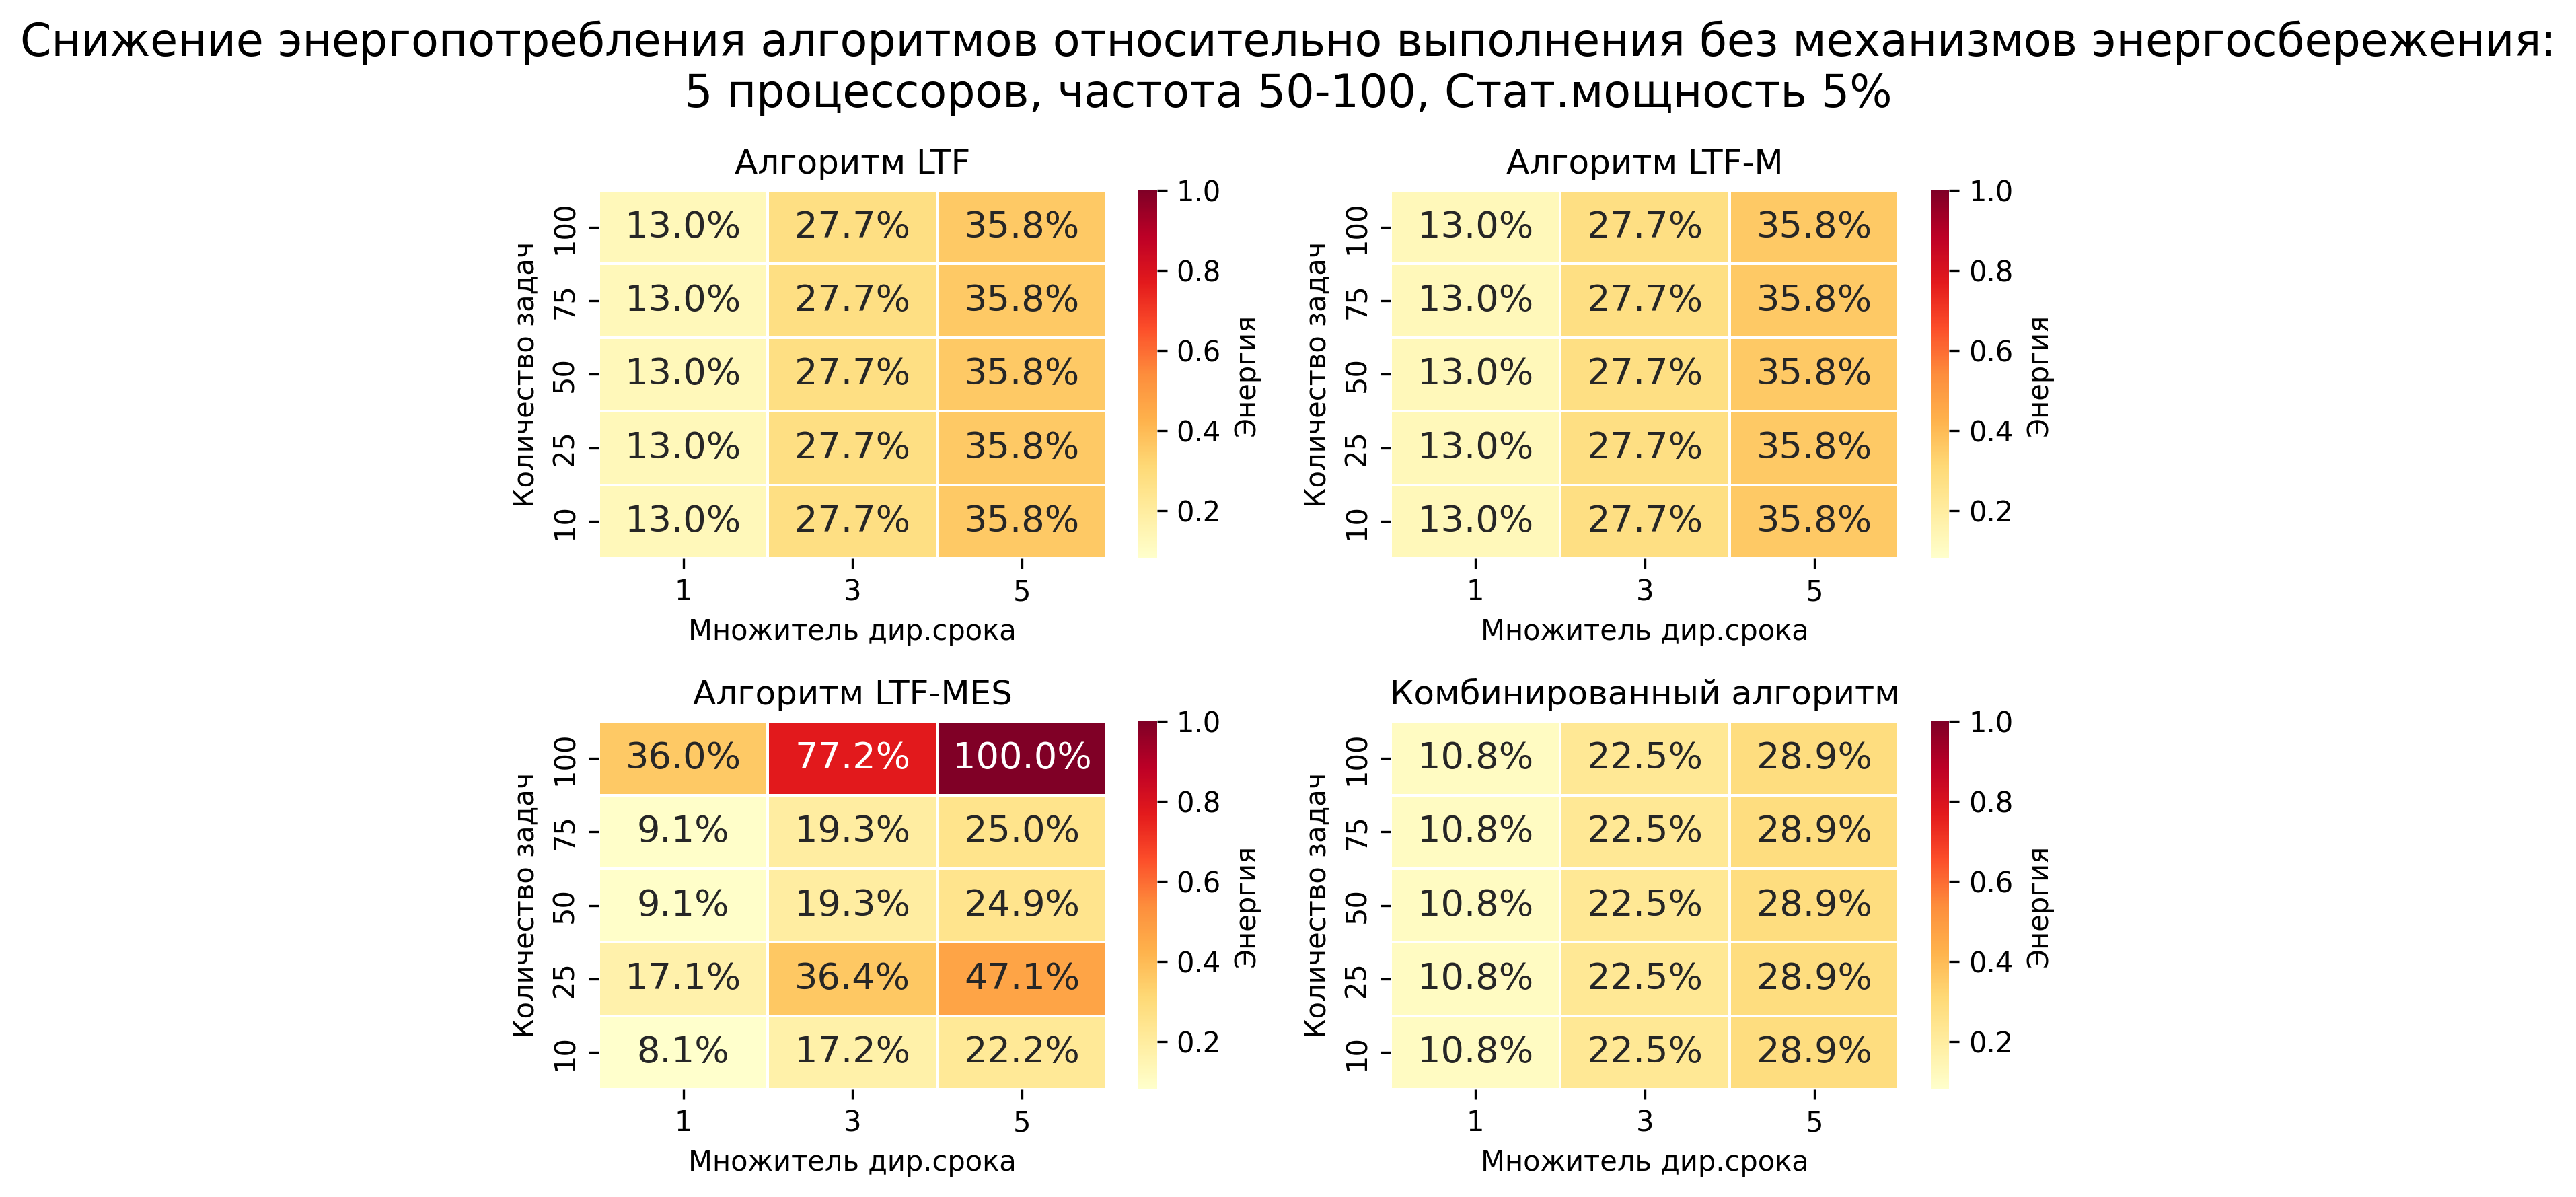 Снижение энергопотребления алгоритмов относительно выполнения без механизмов энергосбережения:
5 процессоров, частота 50-100, Стат.мощность 5%
Алгоритм LTF
Количество задач
100
75
50
25
10
13.0% 27.7% 35.8%
13.0% 27.7% 35.8%
13.0% 27.7% 35.8%
13.0% 27.7% 35.8%
13.0% 27.7% 35.8%
1 3 5
Множитель дир.срока
1.0
0.8
0.6
0.4
0.2
Энергия
Алгоритм LTF-M
Количество задач
100
75
50
25
10
13.0% 27.7% 35.8%
13.0% 27.7% 35.8%
13.0% 27.7% 35.8%
13.0% 27.7% 35.8%
13.0% 27.7% 35.8%
1 3 5
Множитель дир.срока
1.0
0.8
0.6
0.4
0.2
Энергия
Алгоритм LTF-MES
Количество задач
100
75
50
25
10
36.0% 77.2% 100.0%
9.1% 19.3% 25.0%
9.1% 19.3% 24.9%
17.1% 36.4% 47.1%
8.1% 17.2% 22.2%
1 3 5
Множитель дир.срока
1.0
0.8
0.6
0.4
0.2
Энергия
Комбинированный алгоритм
Количество задач
100
75
50
25
10
10.8% 22.5% 28.9%
10.8% 22.5% 28.9%
10.8% 22.5% 28.9%
10.8% 22.5% 28.9%
10.8% 22.5% 28.9%
1 3 5
Множитель дир.срока
1.0
0.8
0.6
0.4
0.2
Энергия